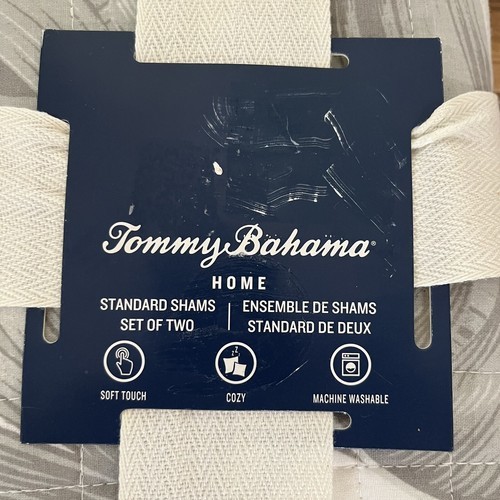 Tommy Bahama®
HOME
STANDARD SHAMS
SET OF TWO
ENSEMBLE DE SHAMS
STANDARD DE DEUX
zzz
SOFT TOUCH
COZY
MACHINE WASHABLE